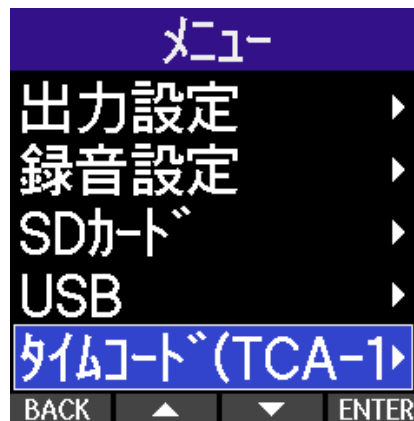 メニュー
出力設定
録音設定
SDカード
USB
タイムコード(TCA-1
BACK ENTER